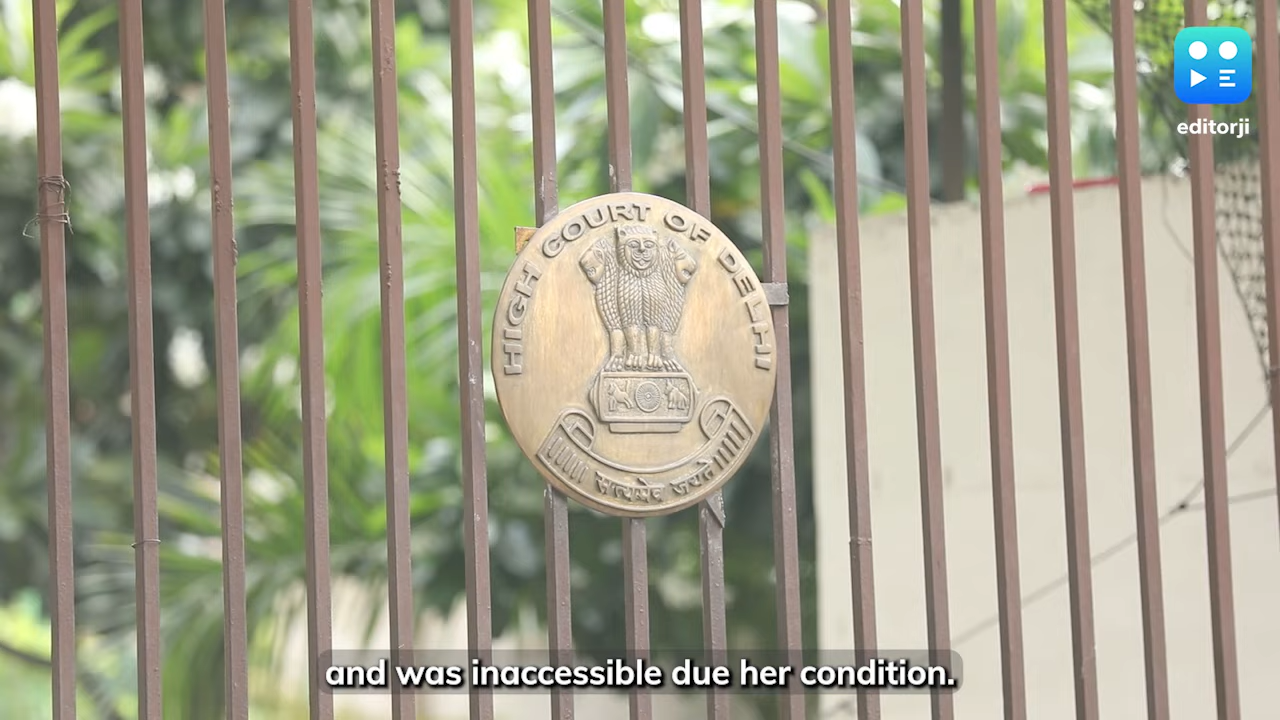 editorji
HIGH COURT OF DELHI
सत्यमेव जयते
and was inaccessible due her condition.